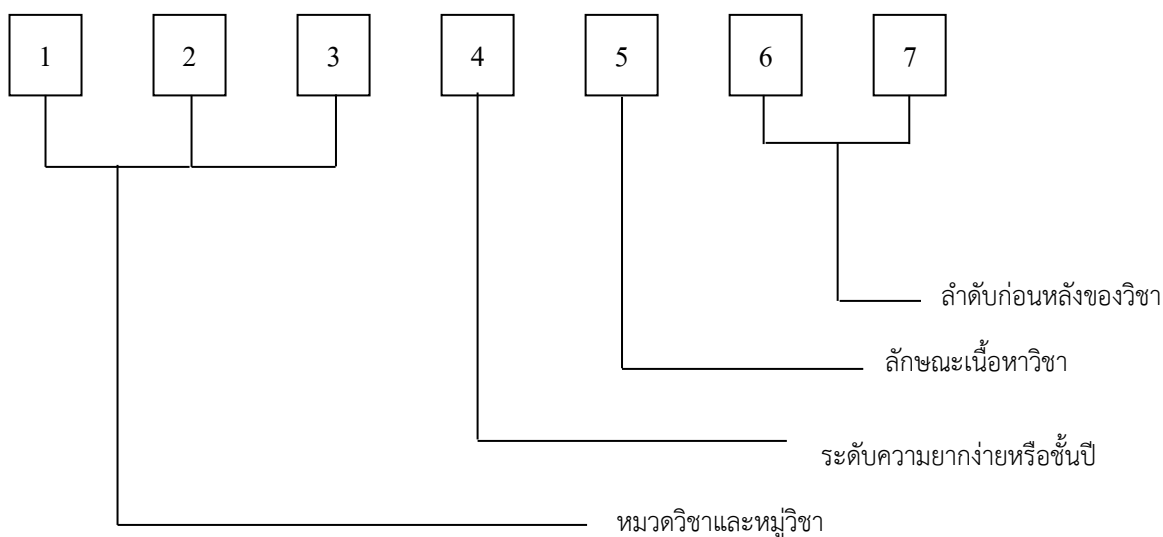 1 2 3 4 5 6 7
ลำดับก่อนหลังของวิชา
ลักษณะเนื้อหาวิชา
ระดับความยากง่ายหรือชั้นปี
หมวดวิชาและหมู่วิชา